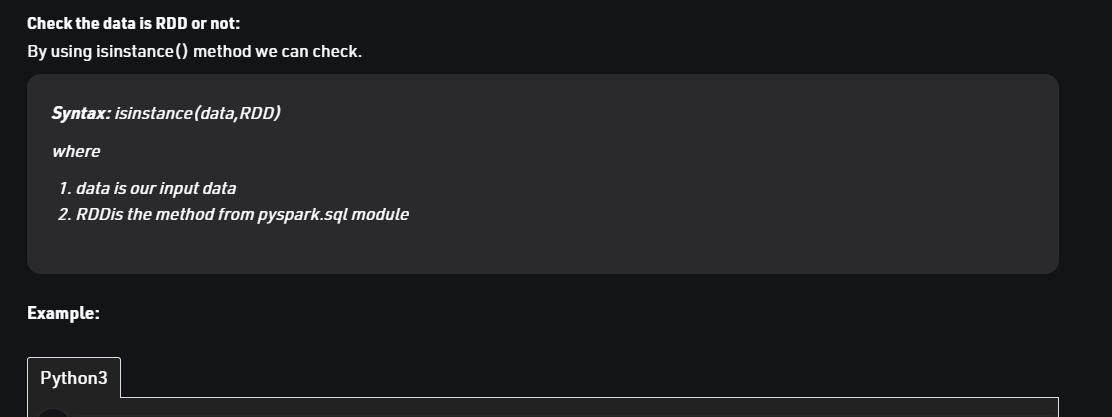 Check the data is RDD or not:
By using isinstance() method we can check.
Syntax: isinstance(data,RDD)
where
1. data is our input data
2. RDDis the method from pyspark.sql module
Example:
Python3